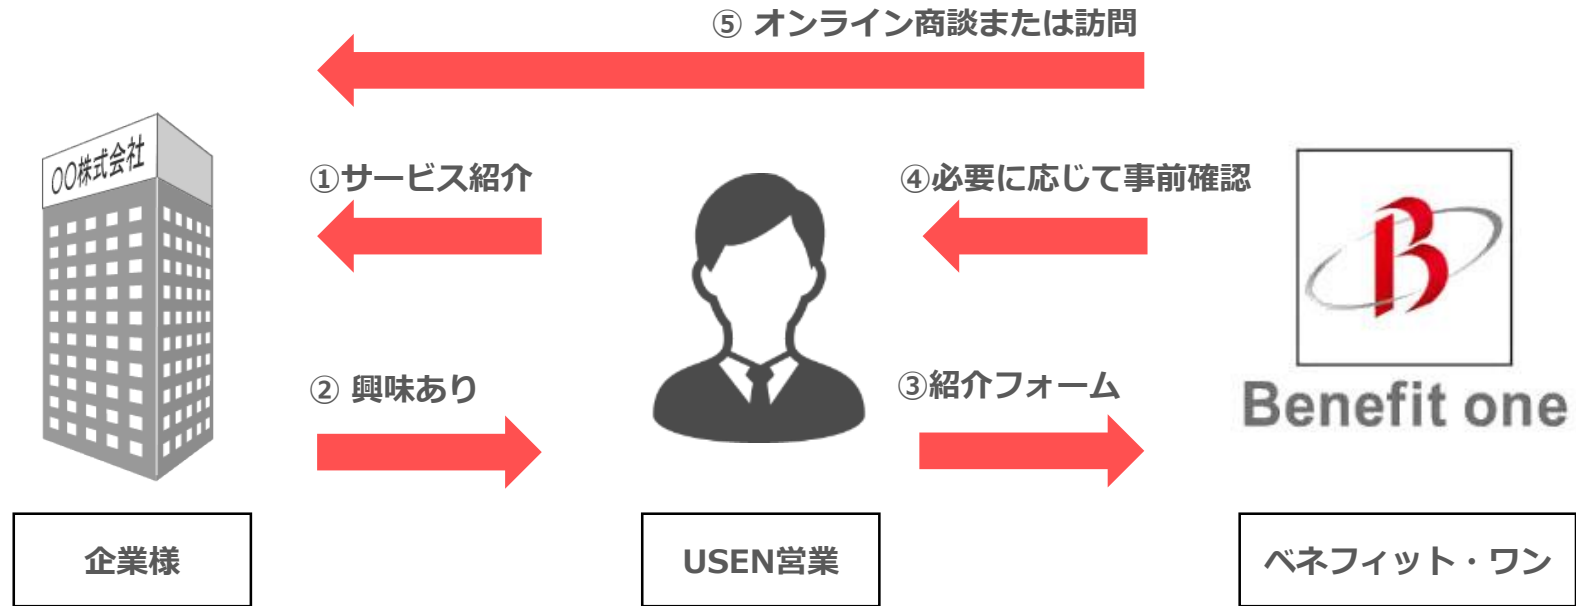 ⑤ オンライン商談または訪問
〇〇株式会社
①サービス紹介
④必要に応じて事前確認
B
② 興味あり
③紹介フォーム
Benefit one
企業様
USEN営業
ベネフィット・ワン